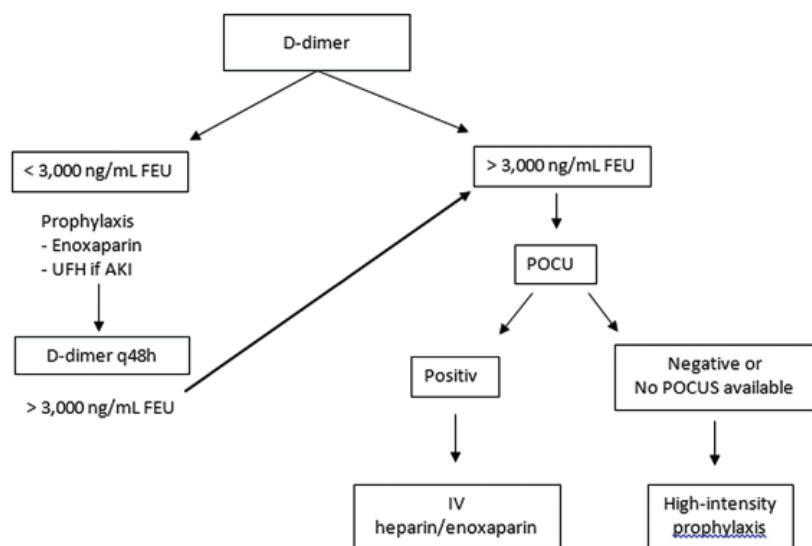 D-dimer
< 3,000 ng/mL FEU
> 3,000 ng/mL FEU
Prophylaxis
- Enoxaparin
- UFH if AKI
POCU
D-dimer q48h
> 3,000 ng/mL FEU
Positiv
Negative or
No POCUS available
IV
heparin/enoxaparin
High-intensity
prophylaxis